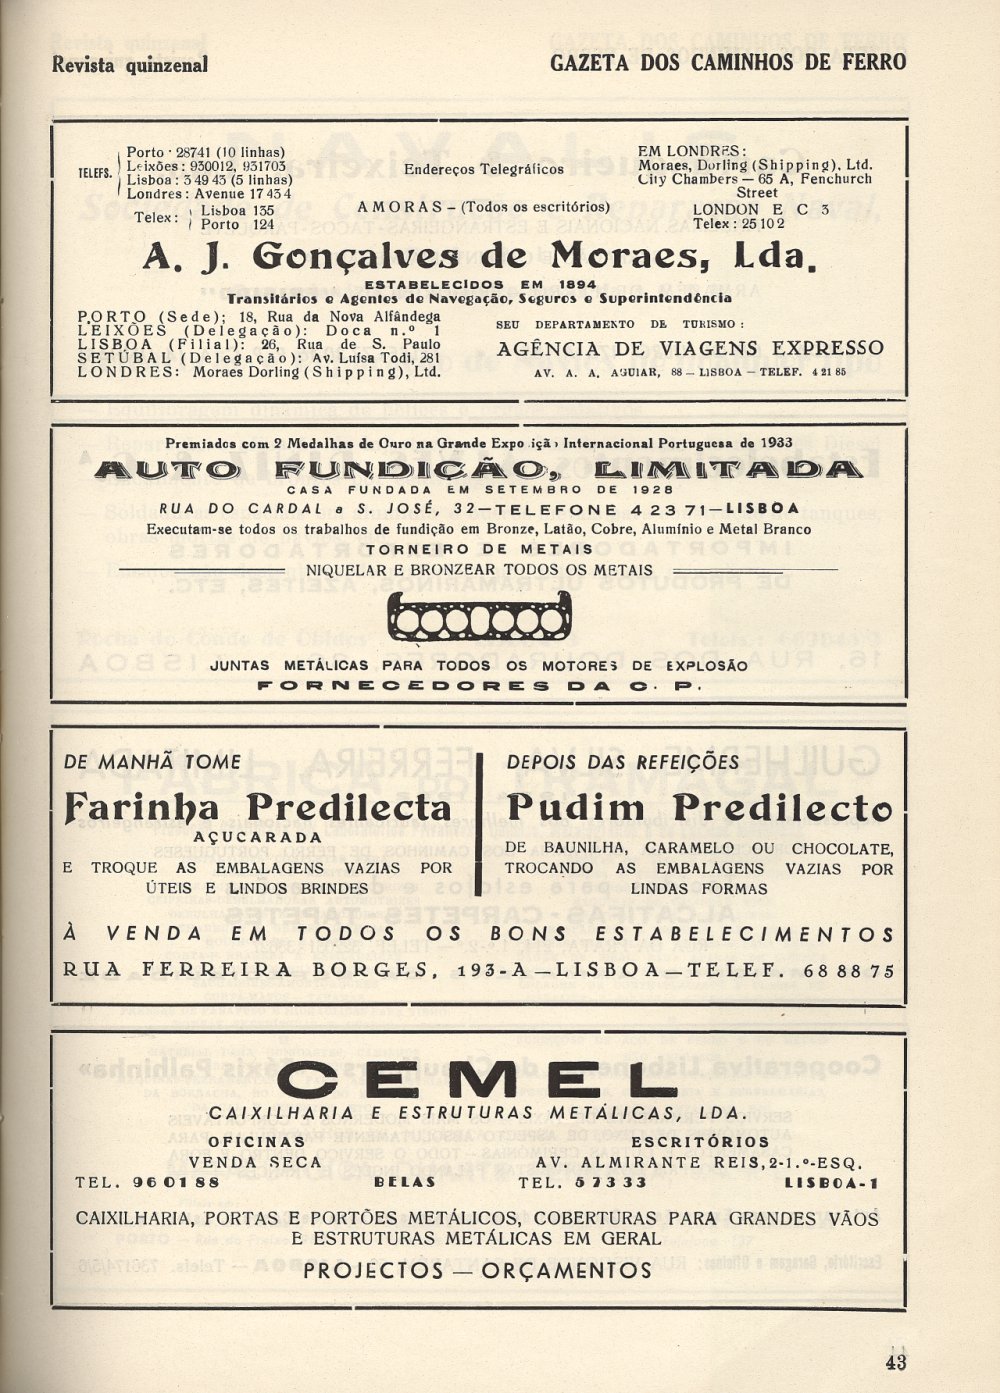 Revista quinzenal
GAZETA DOS CAMINHOS DE FERRO
TELEFS.
Porto · 28741 (10 linhas)
Leixões: 930012, 931703
Lisboa: 3 49 43 (5 linhas)
Londres: Avenue 17 43 4
Telex:
Lisboa 135
Porto 124
Endereços Telegráficos
AMORAS – (Todos os escritórios)
EM LONDRES:
Moraes, Dorling (Shipping), Ltd.
City Chambers — 65 A, Fenchurch
Street
LONDON E C 3
Telex: 25 10 2
A. J. Gonçalves de Moraes, Lda.
ESTABELECIDOS EM 1894
Transitários e Agentes de Navegação, Seguros e Superintendência
PORTO (Sede); 18, Rua da Nova Alfândega
LEIXÕES (Delegação): Doca n.º 1
LISBOA (Filial): 26, Rua de S. Paulo
SETÚBAL (Delegação): Av. Luísa Todi, 281
LONDRES: Moraes Dorling (Shipping), Ltd.
SEU DEPARTAMENTO DE TURISMO:
AGÊNCIA DE VIAGENS EXPRESSO
AV. A. A. AGUIAR, 88 — LISBOA — TELEF. 4 21 85
Premiados com 2 Medalhas de Ouro na Grande Expo ição Internacional Portuguesa de 1933
AUTO FUNDIÇÃO, LIMITADA
CASA FUNDADA EM SETEMBRO DE 1928
RUA DO CARDAL a S. JOSÉ, 32—TELEFONE 4 23 71—LISBOA
Executam-se todos os trabalhos de fundição em Bronze, Latão, Cobre, Alumínio e Metal Branco
TORNEIRO DE METAIS
NIQUELAR E BRONZEAR TODOS OS METAIS
JUNTAS METÁLICAS PARA TODOS OS MOTORES DE EXPLOSÃO
FORNECEDORES DA C. P.
DE MANHÃ TOME
Farinha Predilecta
AÇUCARADA
E TROQUE AS EMBALAGENS VAZIAS POR
ÚTEIS E LINDOS BRINDES
DEPOIS DAS REFEIÇÕES
Pudim Predilecto
DE BAUNILHA, CARAMELO OU CHOCOLATE,
TROCANDO AS EMBALAGENS VAZIAS POR
LINDAS FORMAS
À VENDA EM TODOS OS BONS ESTABELECIMENTOS
RUA FERREIRA BORGES, 193-A — LISBOA — TELEF. 68 88 75
CEMEL
CAIXILHARIA E ESTRUTURAS METÁLICAS, LDA.
OFICINAS
VENDA SECA
TEL. 96 01 88 BELAS
ESCRITÓRIOS
AV. ALMIRANTE REIS, 2-1.º-ESQ.
TEL. 5 73 33 LISBOA-1
CAIXILHARIA, PORTAS E PORTÕES METÁLICOS, COBERTURAS PARA GRANDES VÃOS
E ESTRUTURAS METÁLICAS EM GERAL
PROJECTOS — ORÇAMENTOS
43